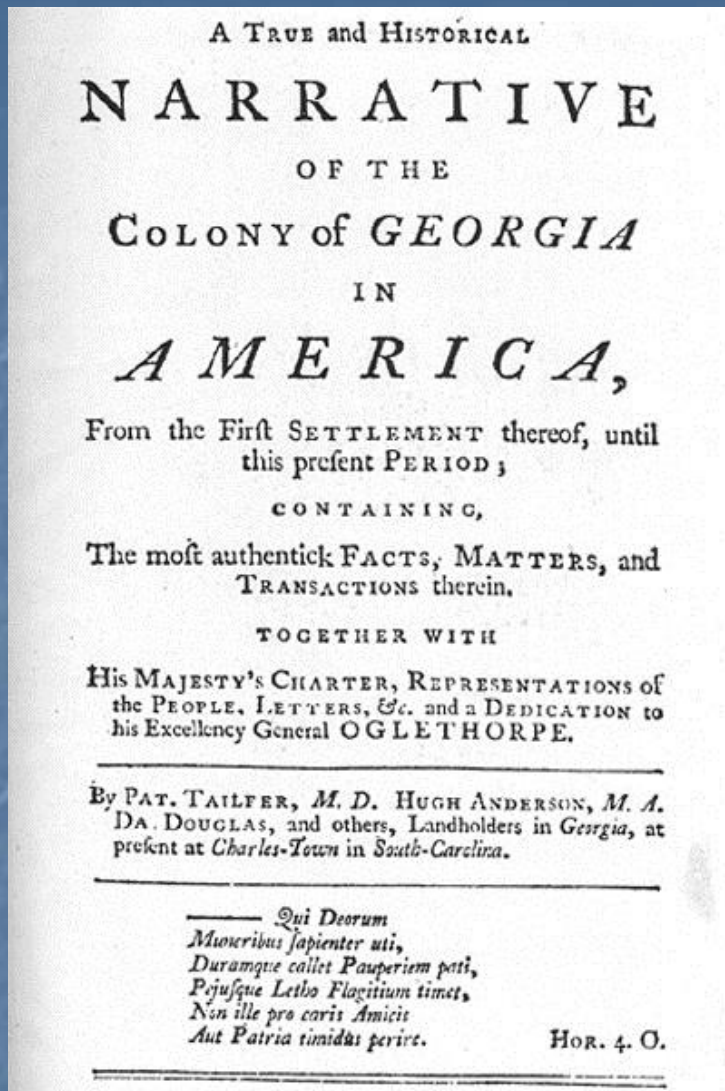 A TRUE and HISTORICAL
NARRATIVE
OF THE
COLONY of GEORGIA
IN
AMERICA,
From the Firſt SETTLEMENT thereof, until
this preſent PERIOD;
CONTAINING,
The moſt authentick FACTS, MATTERS, and
TRANSACTIONS therein.
TOGETHER WITH
His MAJESTY's CHARTER, REPRESENTATIONS of
the PEOPLE, LETTERS, &c. and a DEDICATION to
his Excellency General OGLETHORPE.
By PAT. TAILFER, M. D. HUGH ANDERSON, M. A.
DA. DOUGLAS, and others, Landholders in Georgia, at
preſent at Charles-Town in South-Carolina.
——— Qui Deorum
Muneribus ſapienter uti,
Duramque callet Pauperiem pati,
Pejuſque Letho Flagitium timet,
Non ille pro caris Amicis
Aut Patria timidus perire. HOR. 4. O.